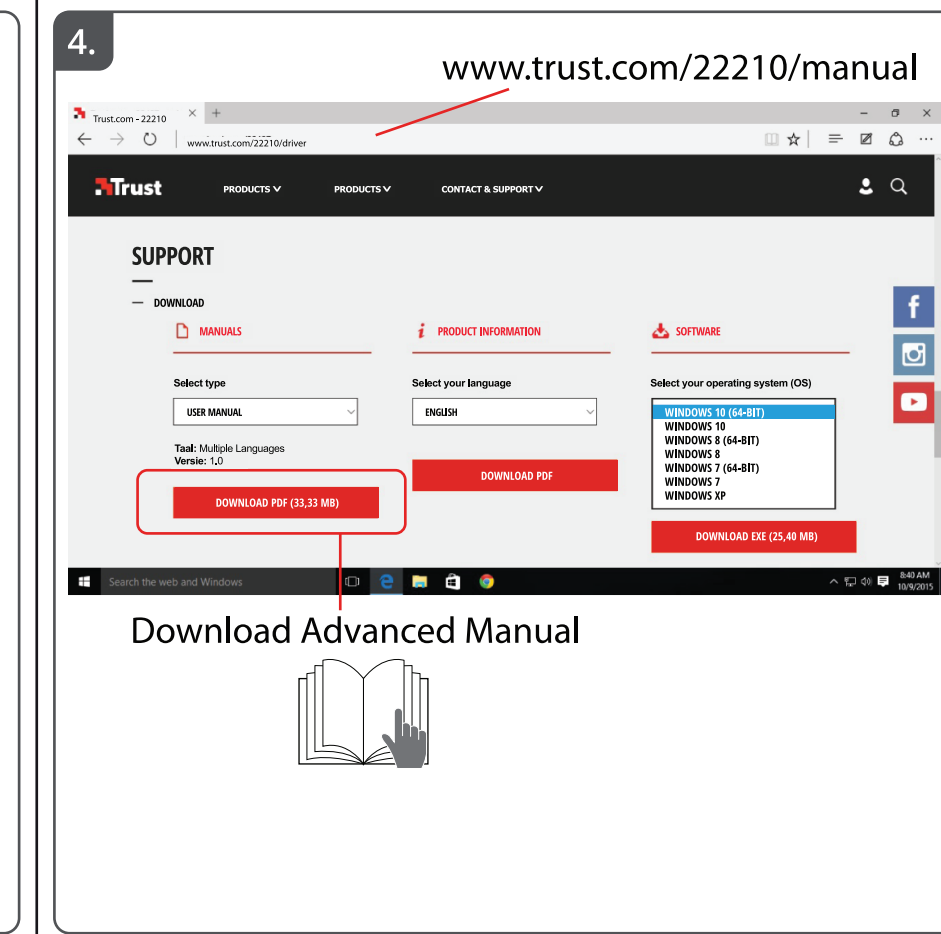 4.
www.trust.com/22210/manual
Trust.com - 22210
www.trust.com/22210/driver
Trust
PRODUCTS
PRODUCTS
CONTACT & SUPPORT
SUPPORT
DOWNLOAD
MANUALS
PRODUCT INFORMATION
SOFTWARE
Select type
Select your language
Select your operating system (OS)
USER MANUAL
ENGLISH
WINDOWS 10 (64-BIT)
WINDOWS 10
WINDOWS 8 (64-BIT)
WINDOWS 8
WINDOWS 7 (64-BIT)
WINDOWS 7
WINDOWS XP
Taal: Multiple Languages
Versie: 1.0
DOWNLOAD PDF
DOWNLOAD PDF (33,33 MB)
DOWNLOAD EXE (25,40 MB)
Search the web and Windows
8:40 AM
10/9/2015
Download Advanced Manual